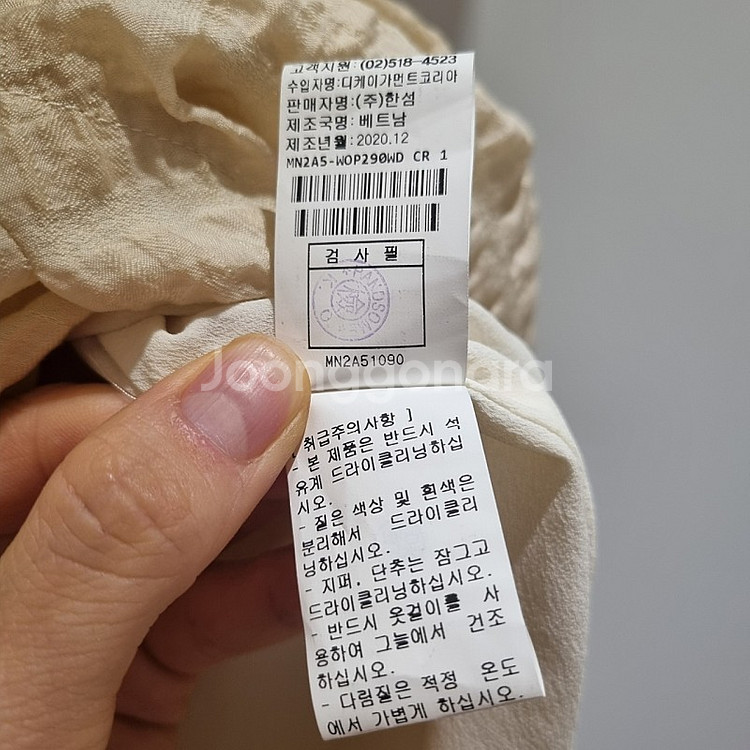 고객지원: (02)518-4523
수입자명:디케이가먼트코리아
판매자명:(주)한섬
제조국명: 베트남
제조년월: 2020.12
MN2A5-WOP290WD CR 1
검 사 필
HANDSOME
MN2A51090
Joonggonara
취급주의사항 ]
- 본 제품은 반드시 석
유계 드라이클리닝하십
시오.
- 짙은 색상 및 흰색은
분리해서 드라이클리
닝하십시오.
- 지퍼, 단추는 잠그고
드라이클리닝하십시오.
- 반드시 옷걸이를 사
용하여 그늘에서 건조
하십시오.
- 다림질은 적정 온도
에서 가볍게 하십시오.